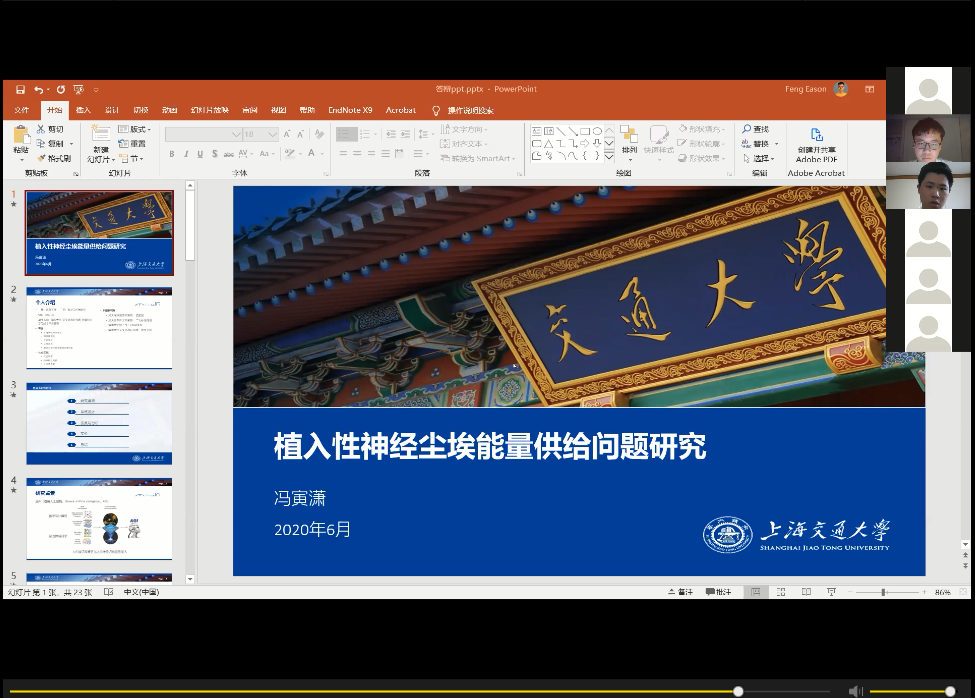 答辩ppt.pptx - PowerPoint
Feng Eason
文件 开始 插入 设计 切换 动画 幻灯片放映 审阅 视图 帮助 EndNote X9 Acrobat 操作说明搜索
粘贴
剪切
复制
格式刷
剪贴板
新建
幻灯片
版式
重置
节
幻灯片
18
B I U S abc AV Aa
字体
文字方向
对齐文本
转换为 SmartArt
段落
排列
快速样式
形状填充
形状轮廓
形状效果
绘图
查找
替换
选择
编辑
创建并共享
Adobe PDF
Adobe Acrobat
1
植入性神经尘埃能量供给问题研究
2
个人介绍
3
4
研究背景
5
交通大學
植入性神经尘埃能量供给问题研究
冯寅潇
2020年6月
上海交通大学
SHANGHAI JIAO TONG UNIVERSITY
幻灯片 第 1 张，共 23 张 中文(中国)
备注 批注 86%